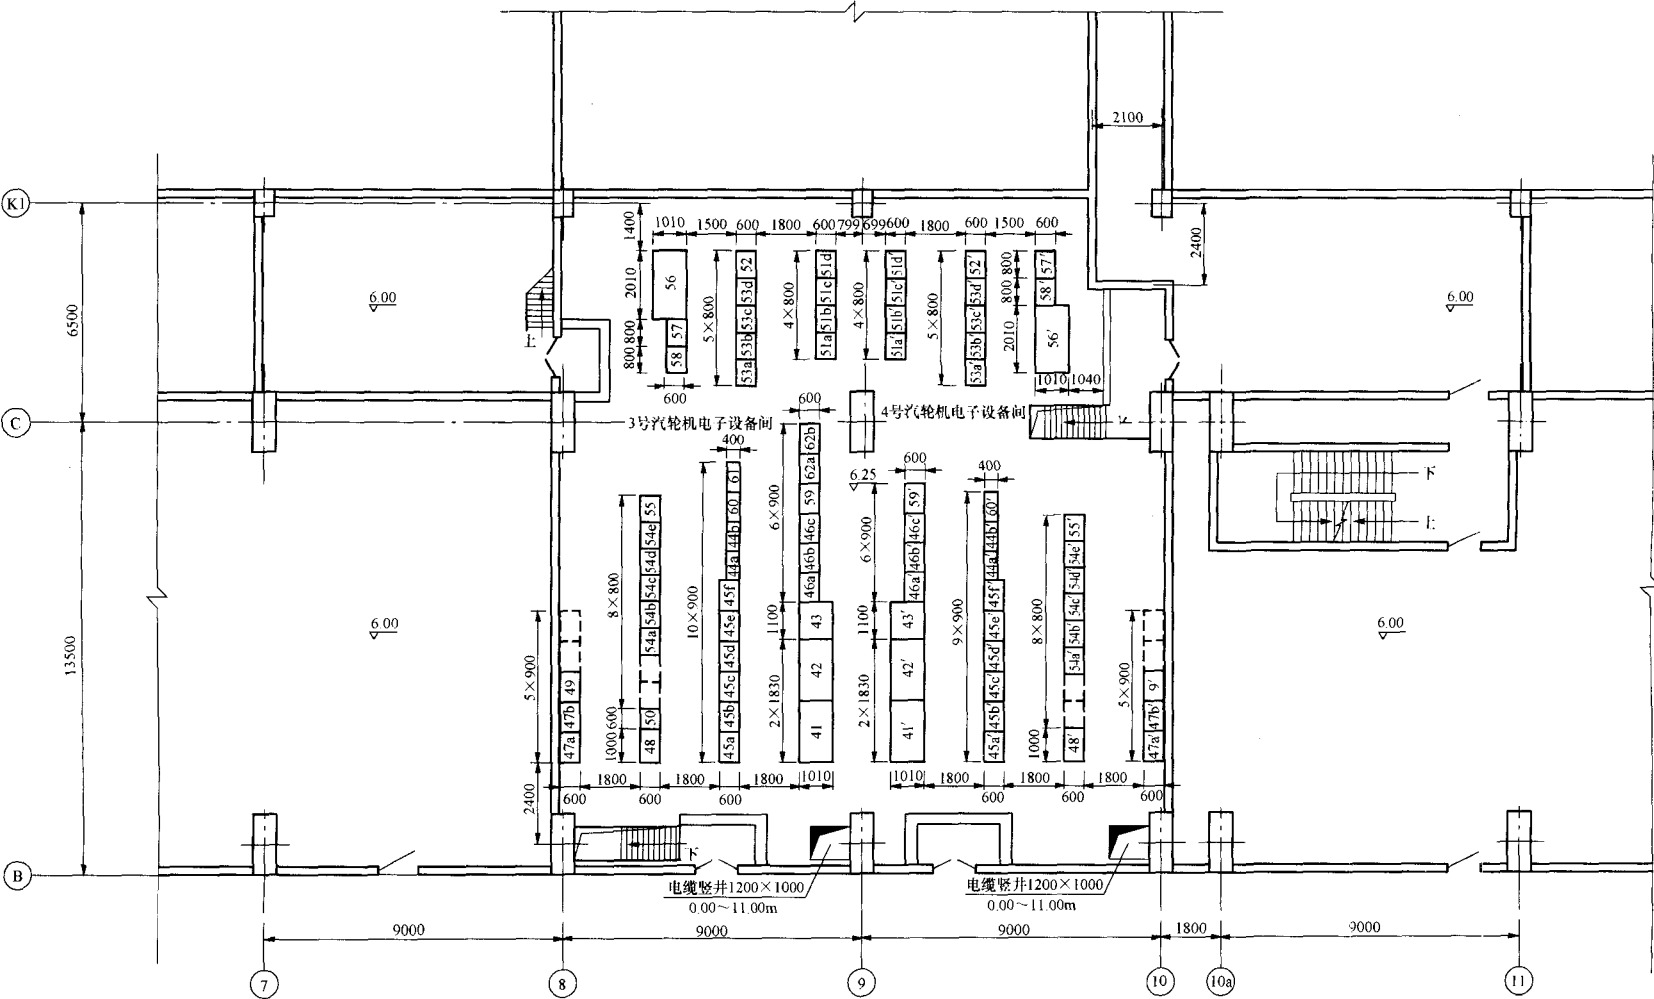 2100
K1
1400
1010
1500
600
1800
600
799
699
600
1800
600
1500
600
2400
6500
6.00
上
2010
800
800
56
57
58
600
5×800
52
53d
53c
53b
53a
4×800
51d
51c
51b
51a
4×800
51d′
51c′
51b′
51a′
5×800
52′
53d′
53c′
53b′
53a′
800
800
2010
57′
58′
56′
1010
1040
6.00
C
3号汽轮机电子设备间
4号汽轮机电子设备间
下
600
400
6.25
600
400
下
上
13500
6.00
5×900
49
47b
47a
8×800
600
1000
55
54e
54d
54c
54b
54a
50
48
10×900
61
60
44b
44a
45f
45e
45d
45c
45b
45a
6×900
1100
2×1830
62b
62a
59
46c
46b
46a
43
42
41
6×900
1100
2×1830
59′
46c′
46b′
46a′
43′
42′
41′
9×900
60′
44b′
44a′
45f′
45e′
45d′
45c′
45b′
45a′
8×800
1000
55′
54e′
54d′
54c′
54b′
54a′
48′
5×900
9′
47b′
47a′
6.00
2400
600
1800
600
1800
600
1800
1010
1010
1800
600
1800
600
1800
600
下
B
电缆竖井1200×1000
0.00～11.00m
电缆竖井1200×1000
0.00～11.00m
9000
9000
9000
1800
9000
7
8
9
10
10a
11